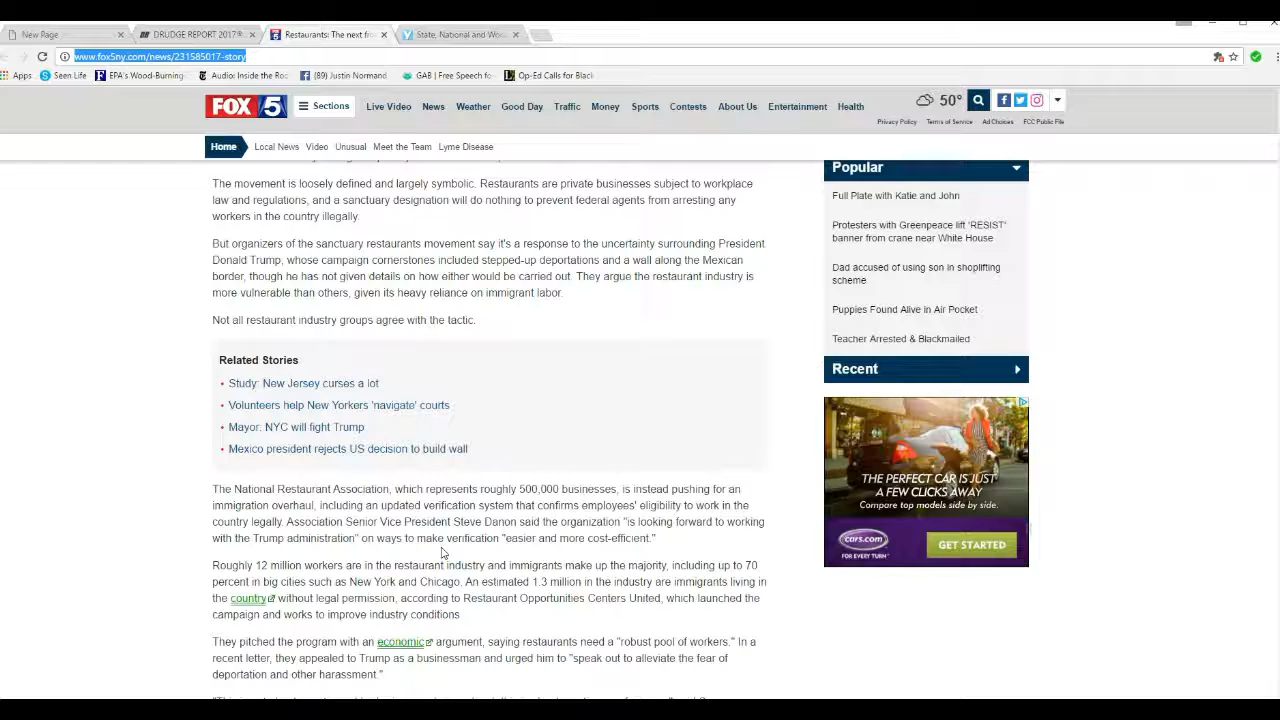 New Page
DRUDGE REPORT 2017®
Restaurants: The next fro
State, National and Wor
www.fox5ny.com/news/231585017-story
Apps
Seen Life
EPA's Wood-Burning
Audio: Inside the Roc
(89) Justin Normand
GAB | Free Speech fo
Op-Ed Calls for Black
FOX 5
Sections
Live Video
News
Weather
Good Day
Traffic
Money
Sports
Contests
About Us
Entertainment
Health
50°
Privacy Policy
Terms of Service
Ad Choices
FCC Public File
Home
Local News
Video
Unusual
Meet the Team
Lyme Disease
The movement is loosely defined and largely symbolic. Restaurants are private businesses subject to workplace
law and regulations, and a sanctuary designation will do nothing to prevent federal agents from arresting any
workers in the country illegally.
But organizers of the sanctuary restaurants movement say it's a response to the uncertainty surrounding President
Donald Trump, whose campaign cornerstones included stepped-up deportations and a wall along the Mexican
border, though he has not given details on how either would be carried out. They argue the restaurant industry is
more vulnerable than others, given its heavy reliance on immigrant labor.
Not all restaurant industry groups agree with the tactic.
Related Stories
• Study: New Jersey curses a lot
• Volunteers help New Yorkers 'navigate' courts
• Mayor: NYC will fight Trump
• Mexico president rejects US decision to build wall
The National Restaurant Association, which represents roughly 500,000 businesses, is instead pushing for an
immigration overhaul, including an updated verification system that confirms employees' eligibility to work in the
country legally. Association Senior Vice President Steve Danon said the organization "is looking forward to working
with the Trump administration" on ways to make verification "easier and more cost-efficient."
Roughly 12 million workers are in the restaurant industry and immigrants make up the majority, including up to 70
percent in big cities such as New York and Chicago. An estimated 1.3 million in the industry are immigrants living in
the country without legal permission, according to Restaurant Opportunities Centers United, which launched the
campaign and works to improve industry conditions
They pitched the program with an economic argument, saying restaurants need a "robust pool of workers." In a
recent letter, they appealed to Trump as a businessman and urged him to "speak out to alleviate the fear of
deportation and other harassment."
Popular
Full Plate with Katie and John
Protesters with Greenpeace lift 'RESIST'
banner from crane near White House
Dad accused of using son in shoplifting
scheme
Puppies Found Alive in Air Pocket
Teacher Arrested & Blackmailed
Recent
THE PERFECT CAR IS JUST
A FEW CLICKS AWAY
Compare top models side by side.
cars.com
FOR EVERY TURN™
GET STARTED